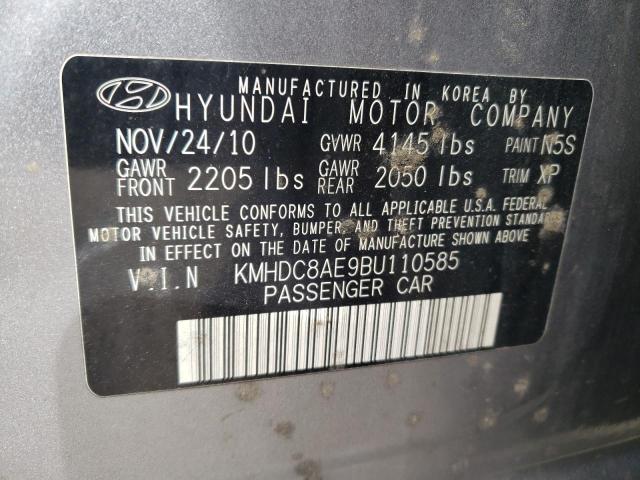 MANUFACTURED IN KOREA BY
HYUNDAI MOTOR COMPANY
NOV/24/10 GVWR 4145 lbs PAINT N5S
GAWR FRONT 2205 lbs GAWR REAR 2050 lbs TRIM XP
THIS VEHICLE CONFORMS TO ALL APPLICABLE U.S.A. FEDERAL
MOTOR VEHICLE SAFETY, BUMPER, AND THEFT PREVENTION STANDARDS
IN EFFECT ON THE DATE OF MANUFACTURE SHOWN ABOVE.
V.I.N KMHDC8AE9BU110585
PASSENGER CAR